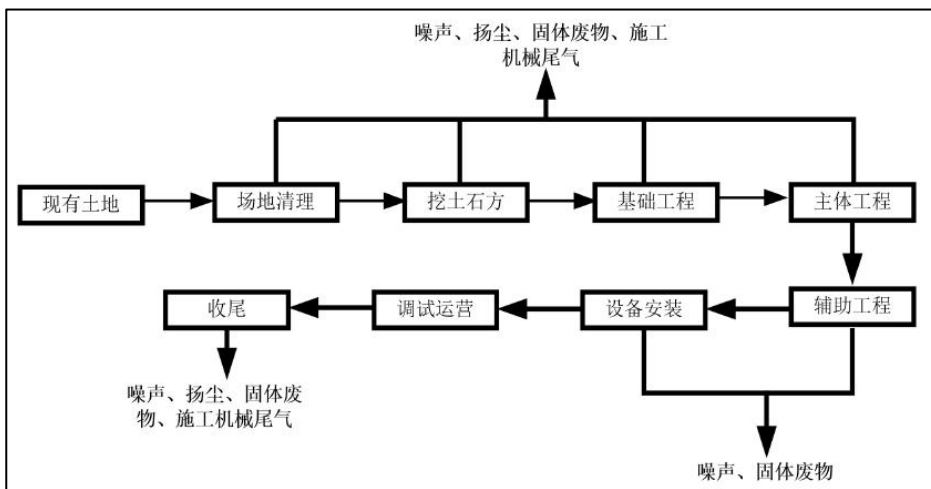 噪声、扬尘、固体废物、施工
机械尾气
现有土地
场地清理
挖土石方
基础工程
主体工程
收尾
调试运营
设备安装
辅助工程
噪声、扬尘、固体废
物、施工机械尾气
噪声、固体废物